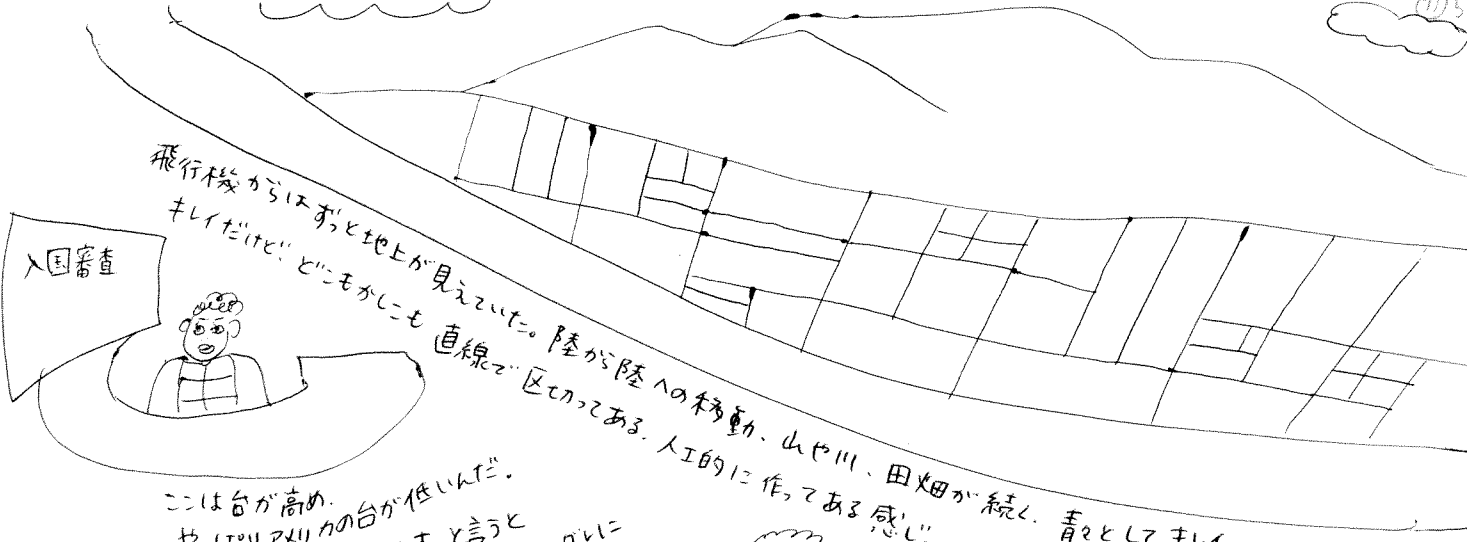 入国審査
飛行機からはずっと地上が見えていた。陸から陸への移動、山や川、田畑が続く、青々としてキレイ
キレイだけど、どこもかしこも直線で区切ってある、人工的に作ってある感じ
ここは台が高め、
やっぱりアメリカの台が低いんだ。
と言うと